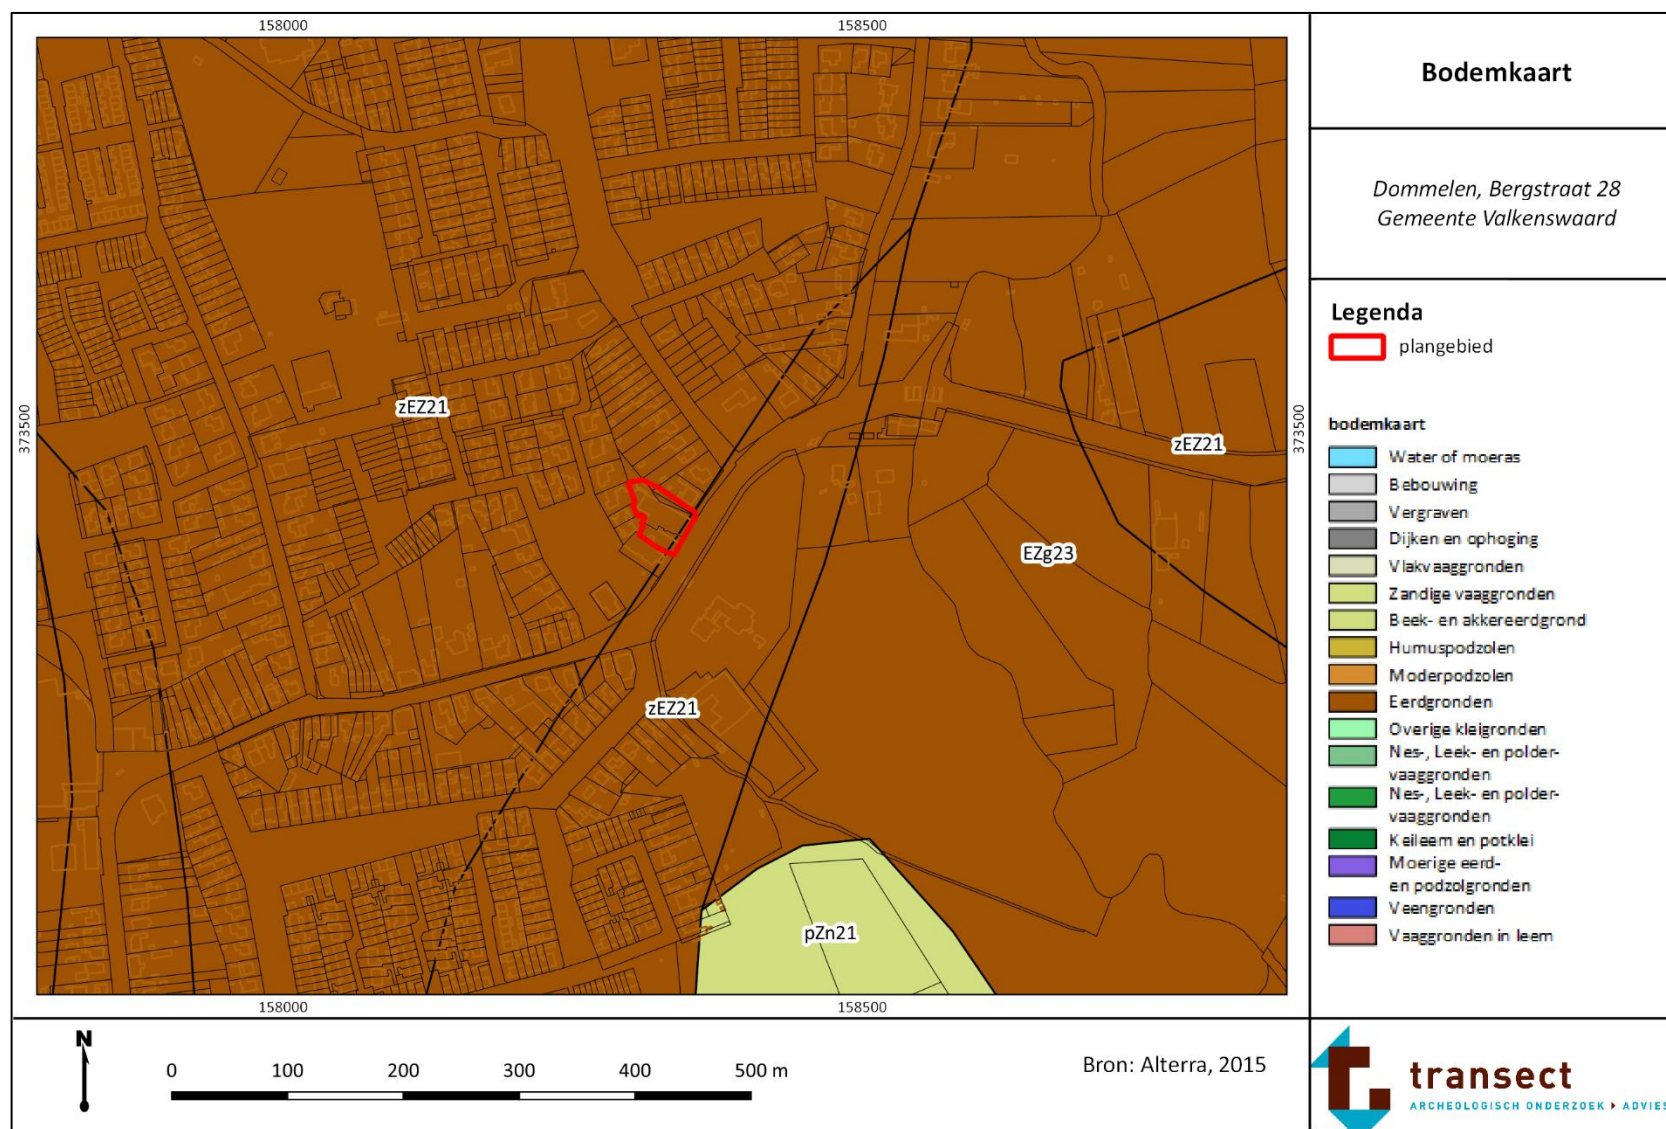 158000
158500
373500
373500
zEZ21
zEZ21
EZg23
zEZ21
pZn21
158000
158500
N
0 100 200 300 400 500 m
Bron: Alterra, 2015
Bodemkaart
Dommelen, Bergstraat 28
Gemeente Valkenswaard
Legenda
plangebied
bodemkaart
Water of moeras
Bebouwing
Vergraven
Dijken en ophoging
Vlakvaaggronden
Zandige vaaggronden
Beek- en akkereerdgrond
Humuspodzolen
Moderpodzolen
Eerdgronden
Overige kleigronden
Nes-, Leek- en polder-
vaaggronden
Nes-, Leek- en polder-
vaaggronden
Keileem en potklei
Moerige eerd-
en podzolgronden
Veengronden
Vaaggronden in leem
transect
ARCHEOLOGISCH ONDERZOEK ▸ ADVIES